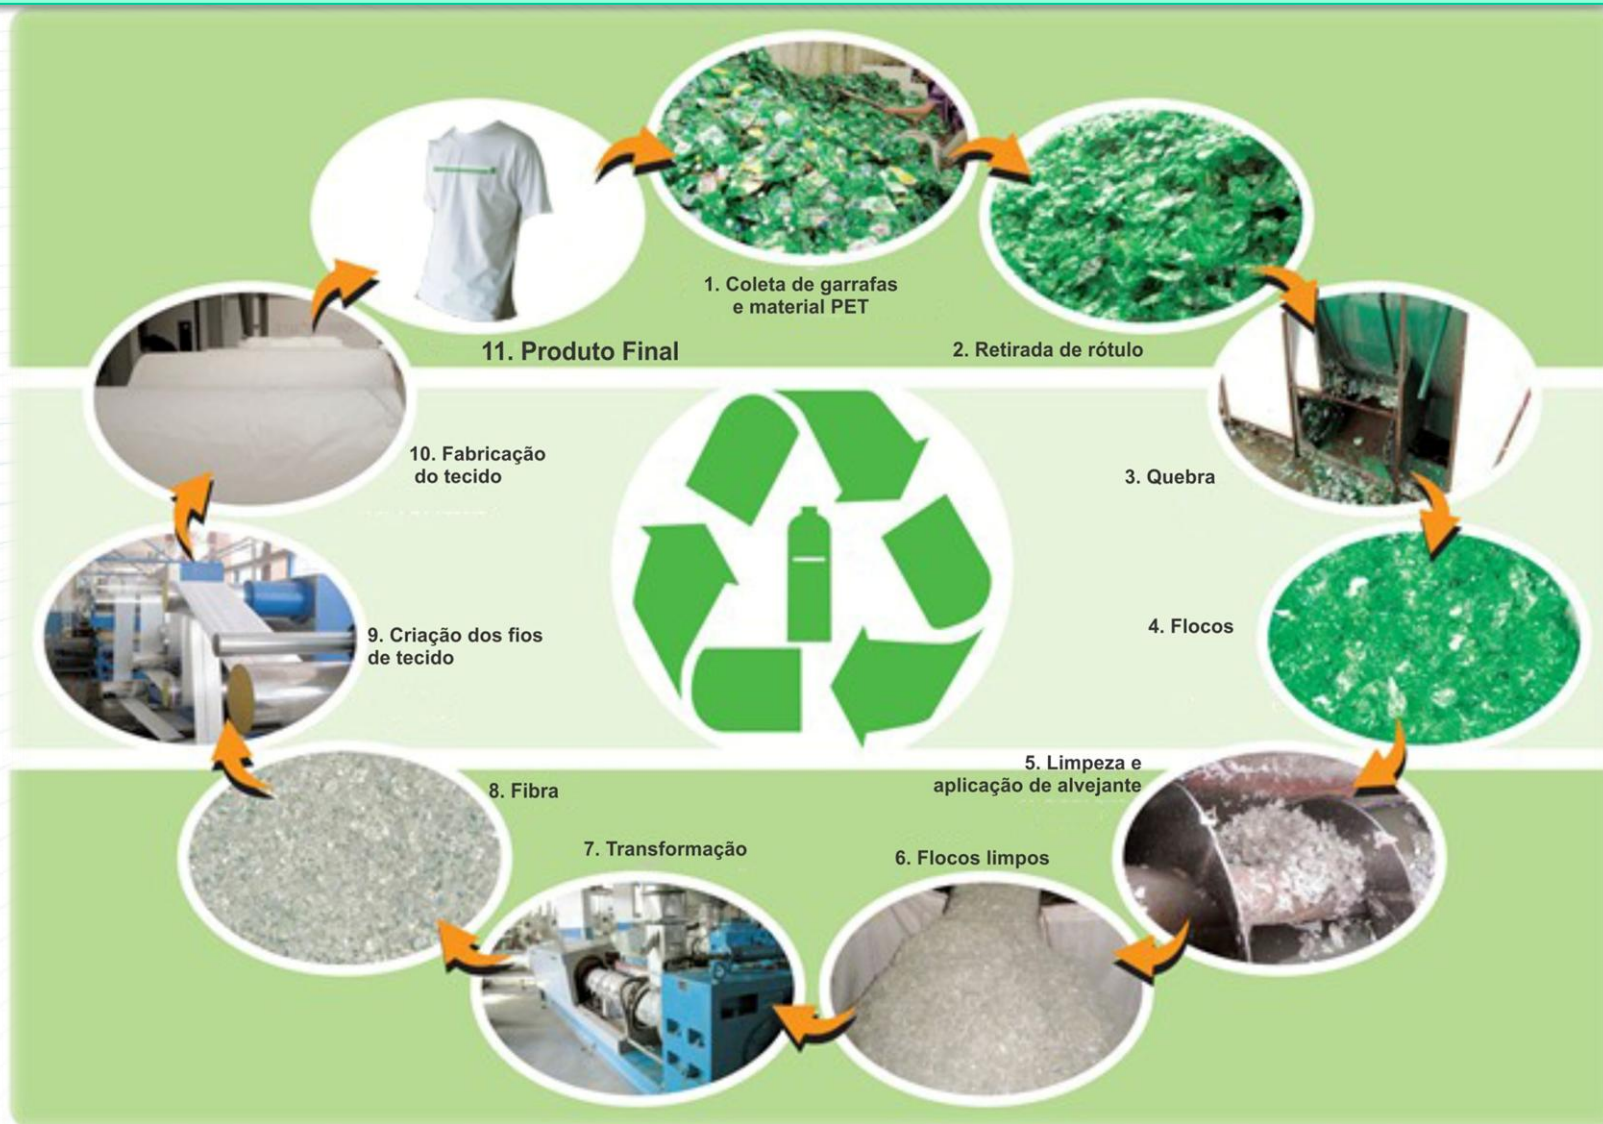 1. Coleta de garrafas
e material PET
2. Retirada de rótulo
3. Quebra
4. Flocos
5. Limpeza e
aplicação de alvejante
6. Flocos limpos
7. Transformação
8. Fibra
9. Criação dos fios
de tecido
10. Fabricação
do tecido
11. Produto Final